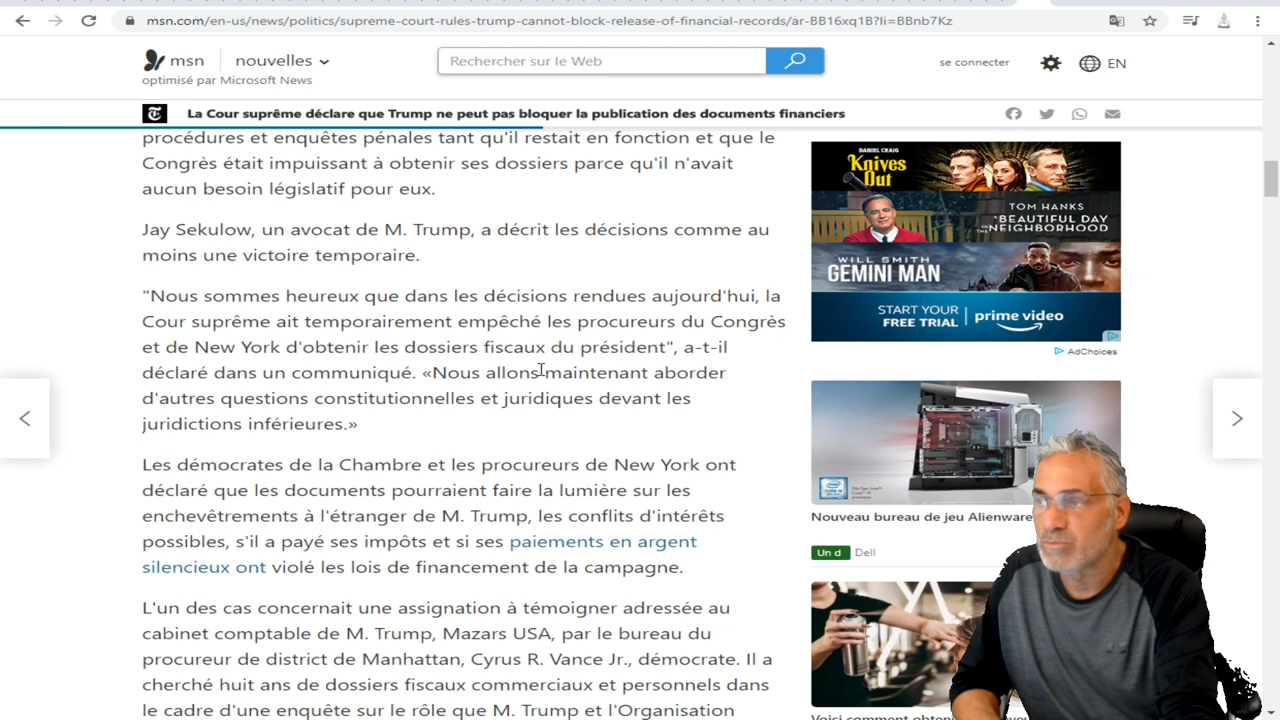 msn.com/en-us/news/politics/supreme-court-rules-trump-cannot-block-release-of-financial-records/ar-BB16xq1B?li=BBnb7Kz
msn
nouvelles
Rechercher sur le Web
se connecter
EN
optimisé par Microsoft News
La Cour suprême déclare que Trump ne peut pas bloquer la publication des documents financiers
procédures et enquêtes pénales tant qu'il restait en fonction et que le
Congrès était impuissant à obtenir ses dossiers parce qu'il n'avait
aucun besoin législatif pour eux.
Jay Sekulow, un avocat de M. Trump, a décrit les décisions comme au
moins une victoire temporaire.
"Nous sommes heureux que dans les décisions rendues aujourd'hui, la
Cour suprême ait temporairement empêché les procureurs du Congrès
et de New York d'obtenir les dossiers fiscaux du président", a-t-il
déclaré dans un communiqué. «Nous allons maintenant aborder
d'autres questions constitutionnelles et juridiques devant les
juridictions inférieures.»
Les démocrates de la Chambre et les procureurs de New York ont
déclaré que les documents pourraient faire la lumière sur les
enchevêtrements à l'étranger de M. Trump, les conflits d'intérêts
possibles, s'il a payé ses impôts et si ses paiements en argent
silencieux ont violé les lois de financement de la campagne.
L'un des cas concernait une assignation à témoigner adressée au
cabinet comptable de M. Trump, Mazars USA, par le bureau du
procureur de district de Manhattan, Cyrus R. Vance Jr., démocrate. Il a
cherché huit ans de dossiers fiscaux commerciaux et personnels dans
le cadre d'une enquête sur le rôle que M. Trump et l'Organisation
DANIEL CRAIG
Knives
Out
TOM HANKS
"BEAUTIFUL DAY
IN THE
NEIGHBORHOOD
WILL SMITH
GEMINI MAN
START YOUR
FREE TRIAL
prime video
AdChoices
Nouveau bureau de jeu Alienware
Un d
Dell
Voici comment